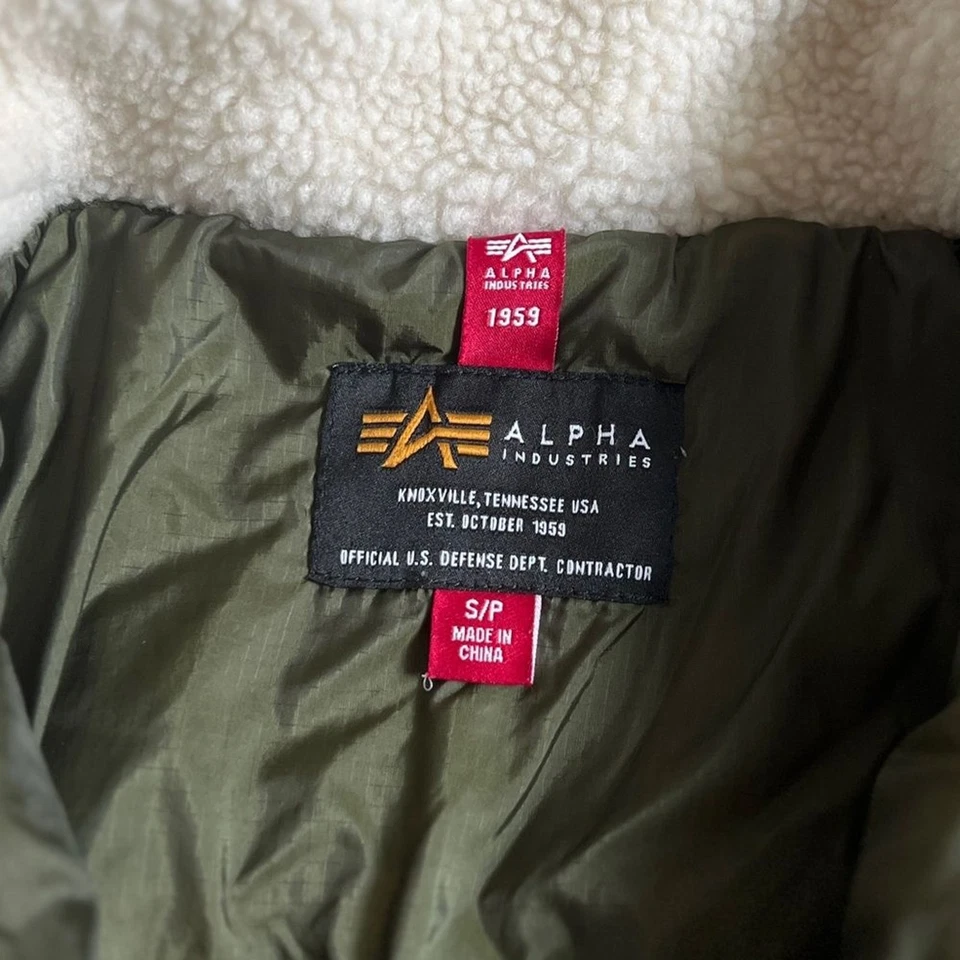 ALPHA
INDUSTRIES
1959
ALPHA
INDUSTRIES
KNOXVILLE, TENNESSEE USA
EST. OCTOBER 1959
OFFICIAL U.S. DEFENSE DEPT. CONTRACTOR
S/P
MADE IN
CHINA